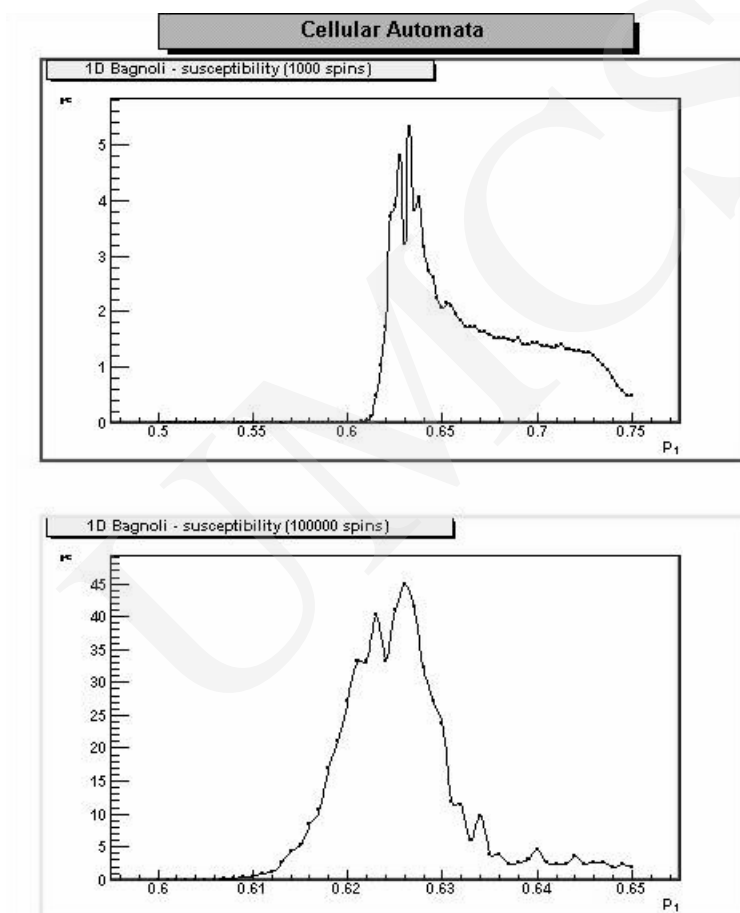 Cellular Automata
1D Bagnoli - susceptibility (1000 spins)
5
4
3
2
1
0
0.5 0.55 0.6 0.65 0.7 0.75
P1
1D Bagnoli - susceptibility (100000 spins)
45
40
35
30
25
20
15
10
5
0
0.6 0.61 0.62 0.63 0.64 0.65
P1
UMCS